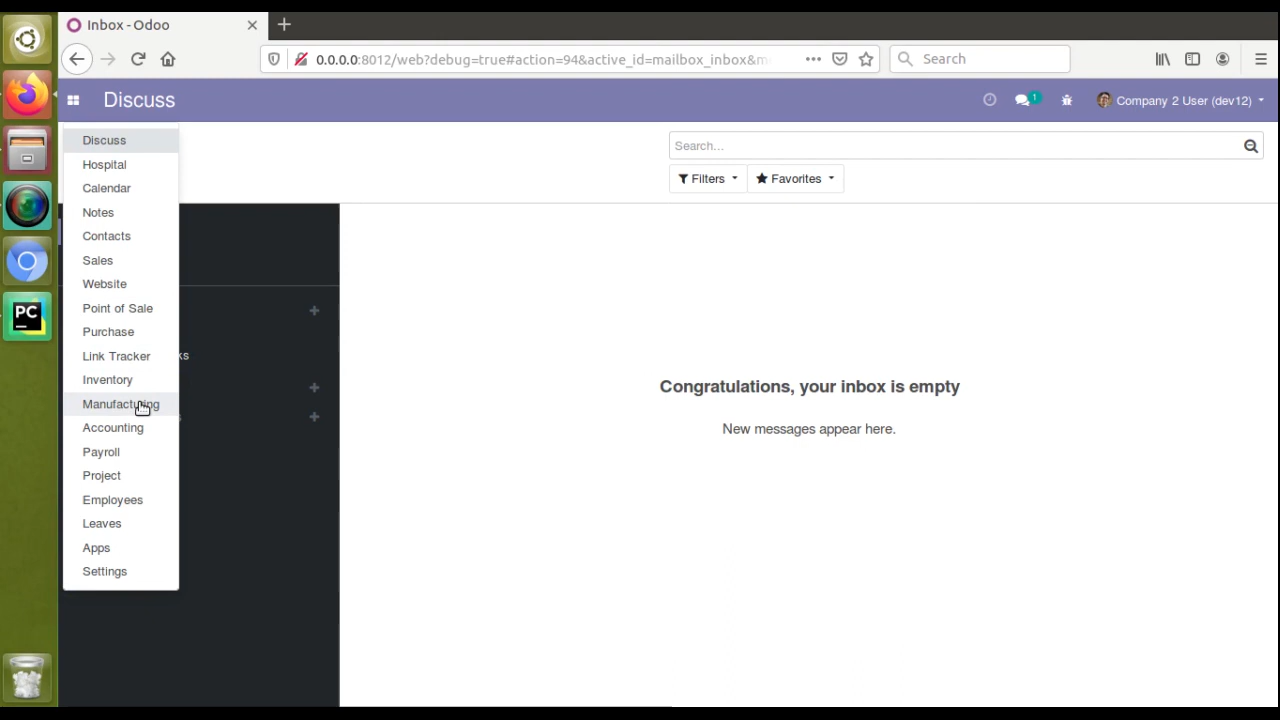 Inbox - Odoo
0.0.0.0:8012/web?debug=true#action=94&active_id=mailbox_inbox&m
Search
Discuss
1
Company 2 User (dev12)
Discuss
Hospital
Calendar
Notes
Contacts
Sales
Website
Point of Sale
Purchase
Link Tracker
Inventory
Manufacturing
Accounting
Payroll
Project
Employees
Leaves
Apps
Settings
Search...
Filters
Favorites
ks
Congratulations, your inbox is empty
New messages appear here.
PC